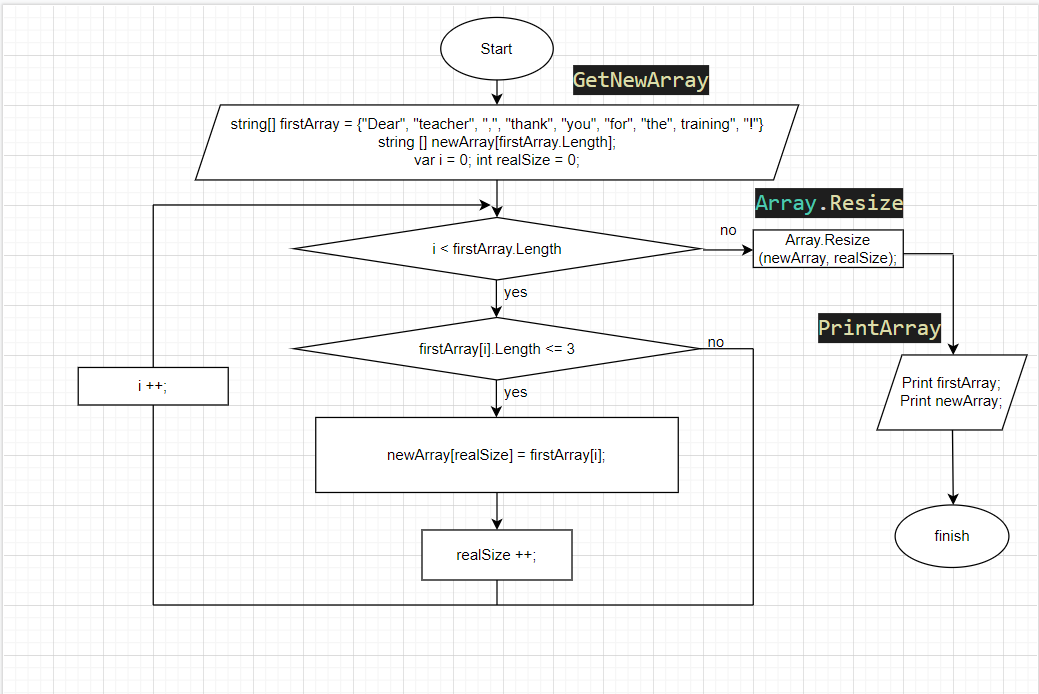 Start
GetNewArray
string[] firstArray = {"Dear", "teacher", ",", "thank", "you", "for", "the", training", "!"}
string [] newArray[firstArray.Length];
var i = 0; int realSize = 0;
Array.Resize
i < firstArray.Length
no
Array.Resize
(newArray, realSize);
yes
PrintArray
firstArray[i].Length <= 3
no
i ++;
yes
Print firstArray;
Print newArray;
newArray[realSize] = firstArray[i];
realSize ++;
finish